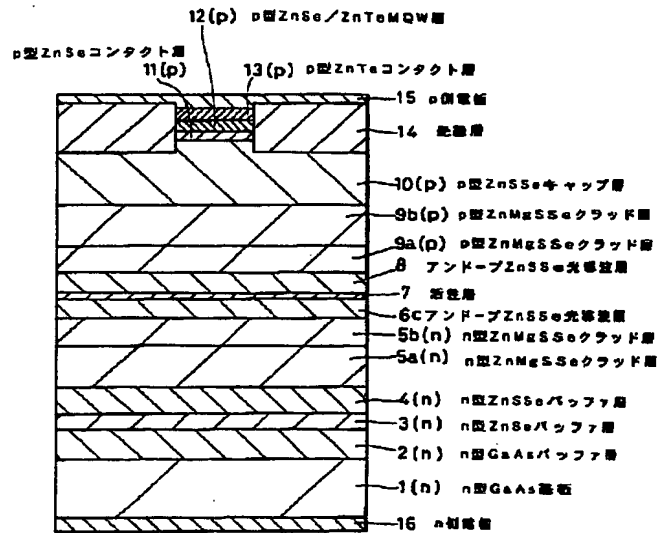 12(p) p型ZnSe/ZnTeMQW層
p型ZnSeコンタクト層
11(p)
13(p) p型ZnTeコンタクト層
15 p側電極
14 絶縁層
10(p) p型ZnSSeキャップ層
9b(p) p型ZnMgSSeクラッド層
9a(p) p型ZnMgSSeクラッド層
8 アンドープZnSSe光導波層
7 活性層
6c アンドープZnSSe光導波層
5b(n) n型ZnMgSSeクラッド層
5a(n) n型ZnMgSSeクラッド層
4(n) n型ZnSSeバッファ層
3(n) n型ZnSeバッファ層
2(n) n型GaAsバッファ層
1(n) n型GaAs基板
16 n側電極